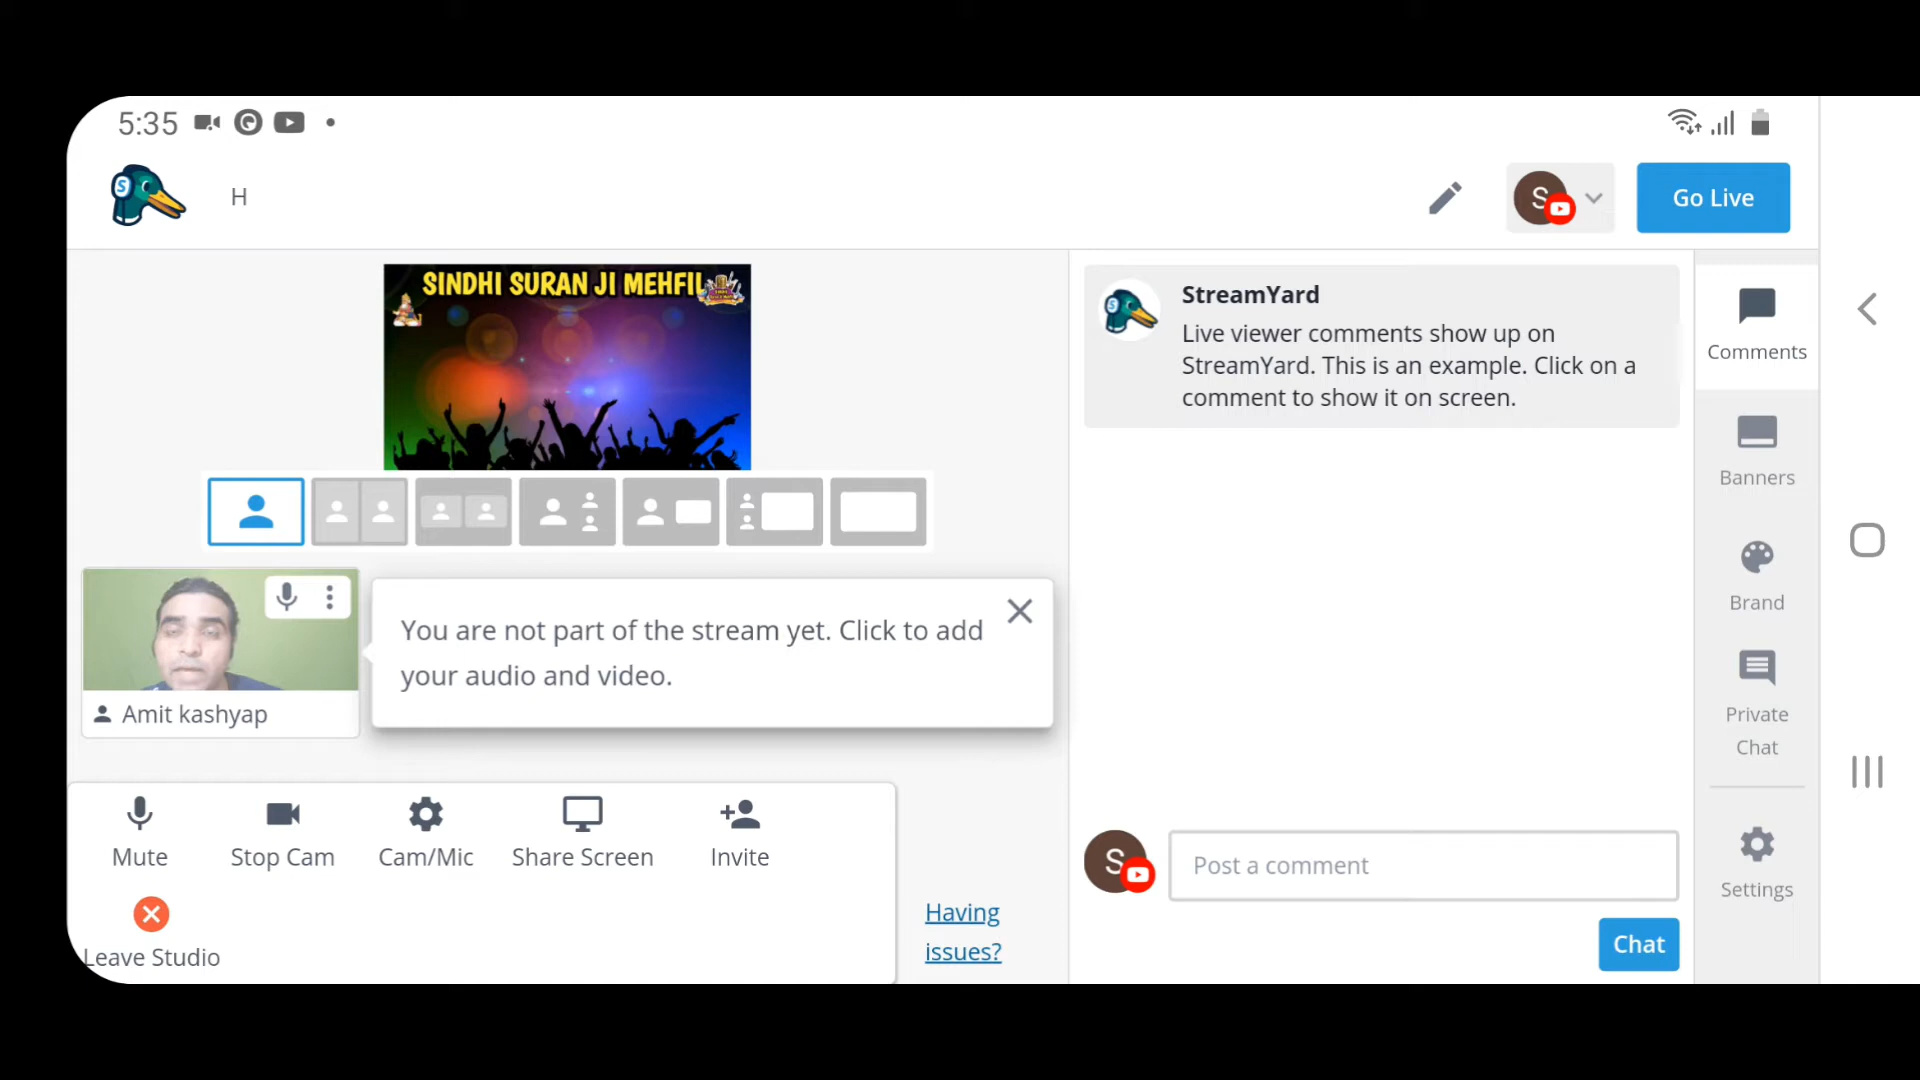 5:35
H
S
Go Live
SINDHI SURAN JI MEHFIL
StreamYard
Live viewer comments show up on
StreamYard. This is an example. Click on a
comment to show it on screen.
Comments
Banners
Brand
Private
Chat
Settings
You are not part of the stream yet. Click to add
your audio and video.
Amit kashyap
Mute
Stop Cam
Cam/Mic
Share Screen
Invite
Leave Studio
Having
issues?
S
Post a comment
Chat